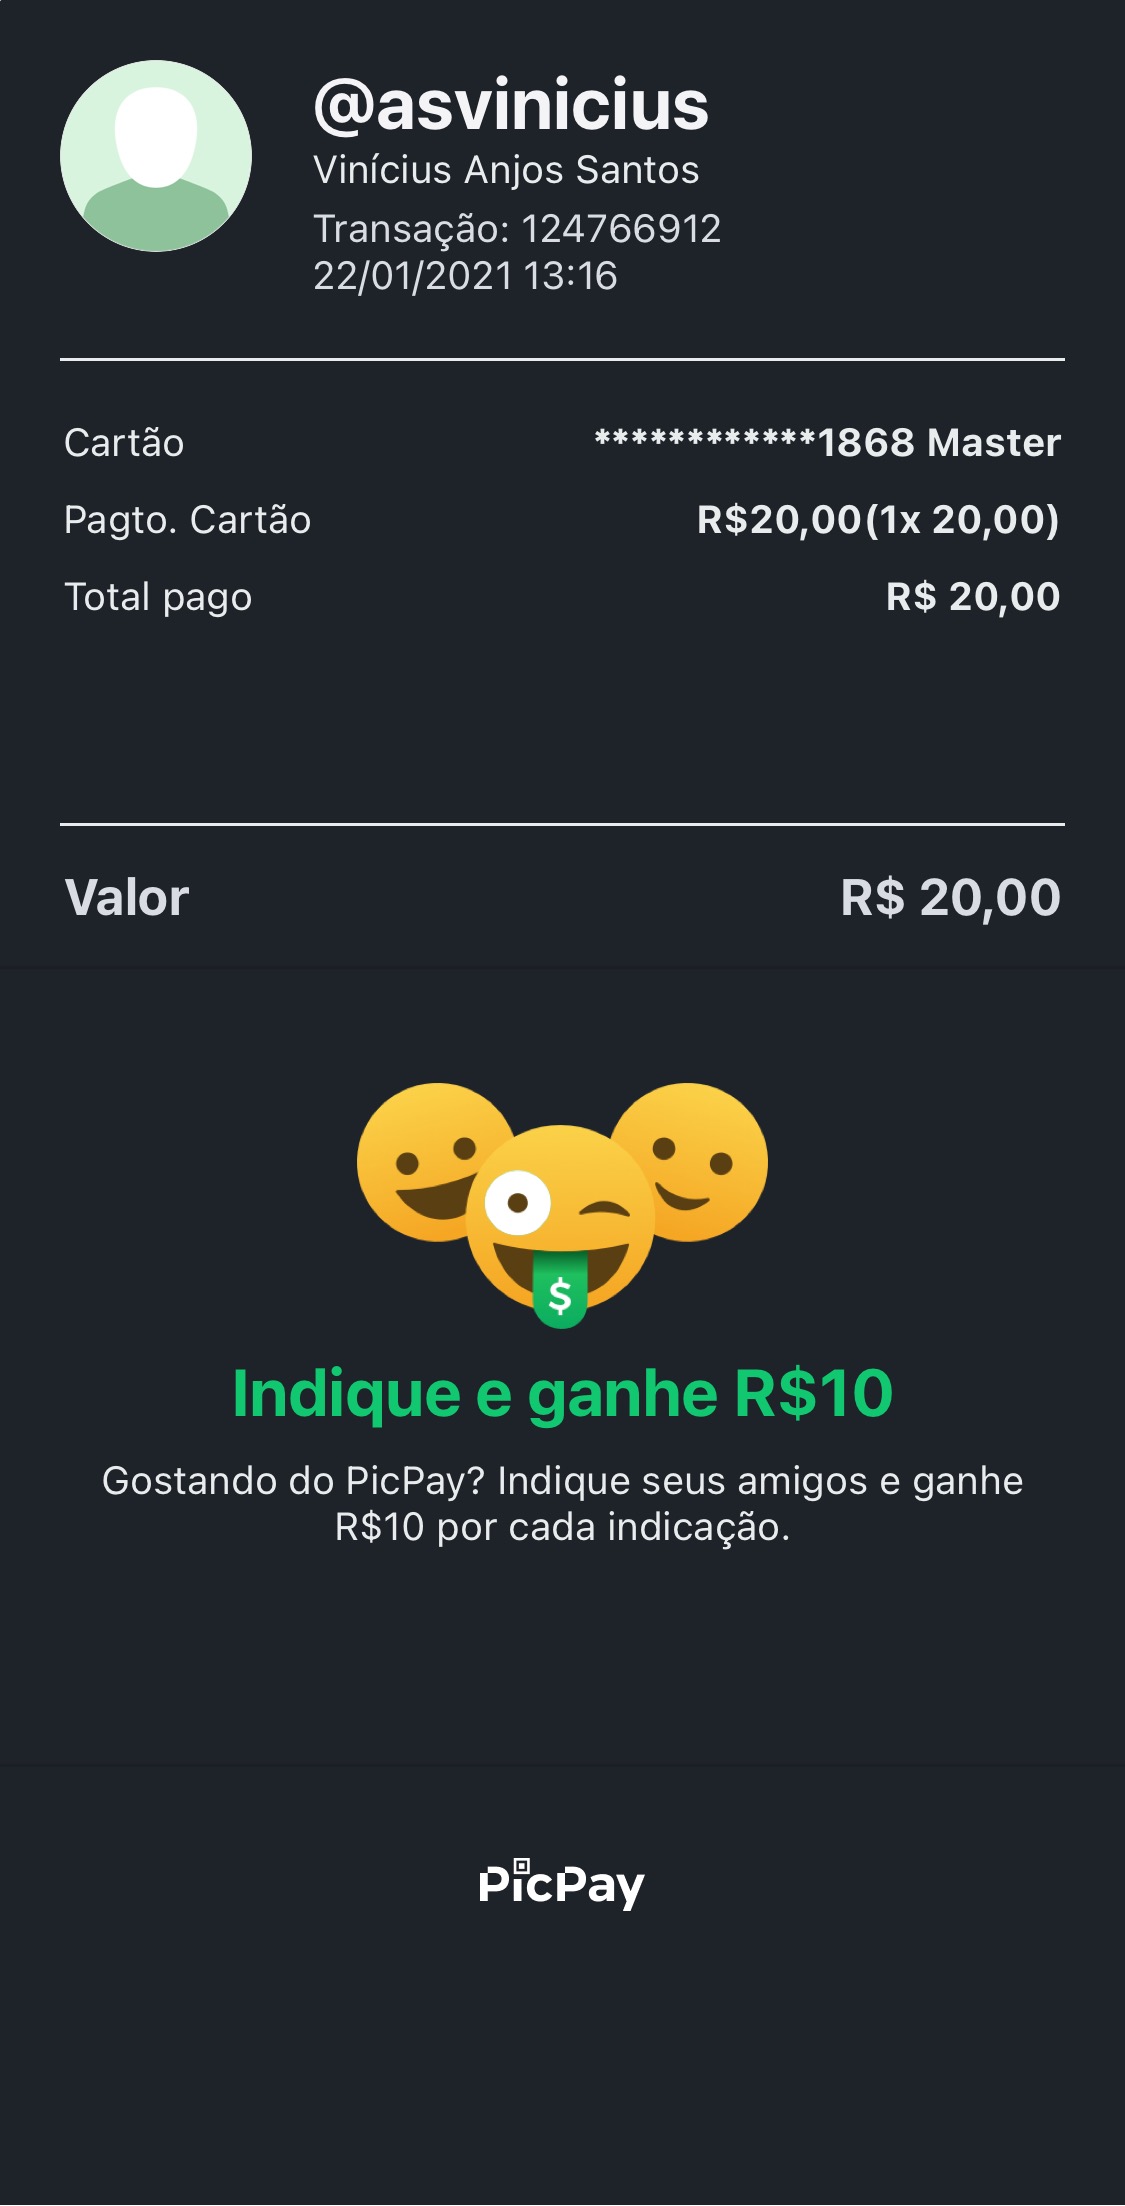 @asvinicius
Vinícius Anjos Santos
Transação: 124766912
22/01/2021 13:16
Cartão ************1868 Master
Pagto. Cartão R$20,00(1x 20,00)
Total pago R$ 20,00
Valor R$ 20,00
$
Indique e ganhe R$10
Gostando do PicPay? Indique seus amigos e ganhe
R$10 por cada indicação.
PicPay